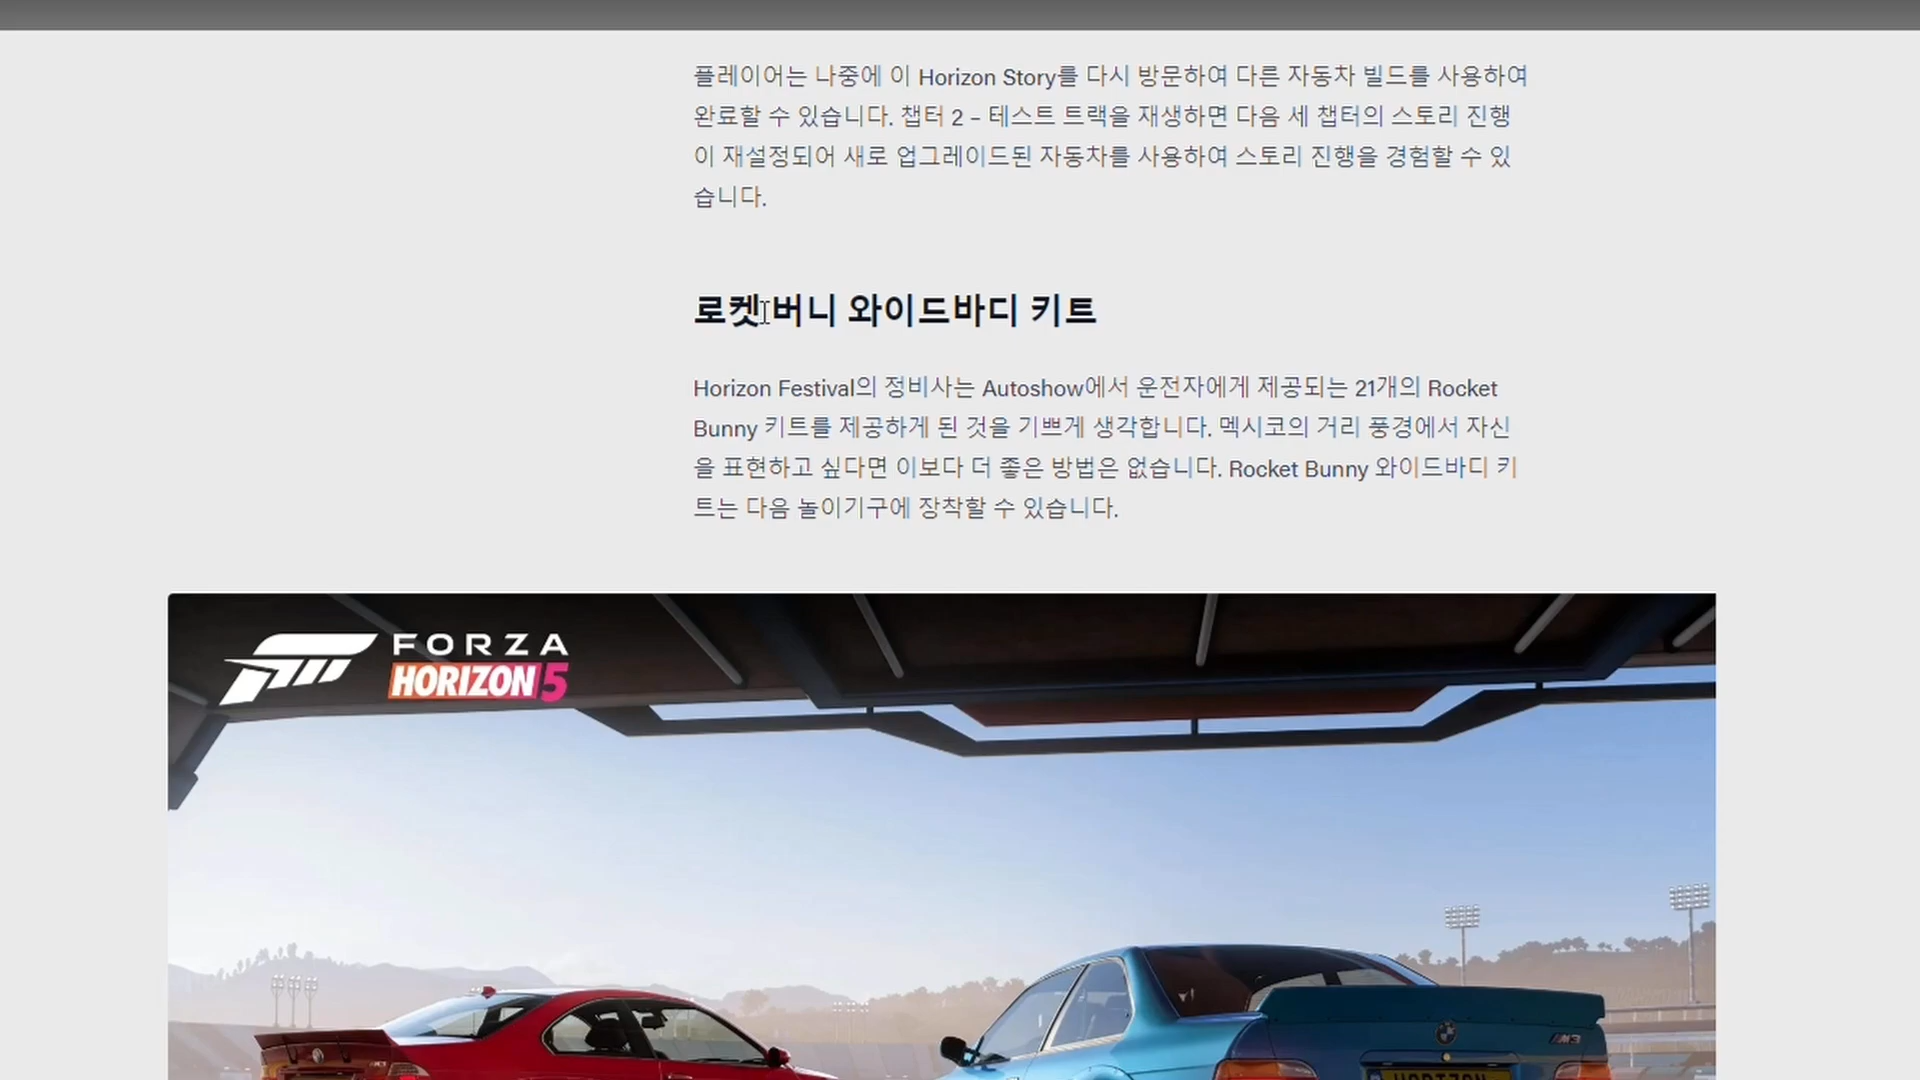 플레이어는 나중에 이 Horizon Story를 다시 방문하여 다른 자동차 빌드를 사용하여
완료할 수 있습니다. 챕터 2 – 테스트 트랙을 재생하면 다음 세 챕터의 스토리 진행
이 재설정되어 새로 업그레이드된 자동차를 사용하여 스토리 진행을 경험할 수 있
습니다.
로켓 버니 와이드바디 키트
Horizon Festival의 정비사는 Autoshow에서 운전자에게 제공되는 21개의 Rocket
Bunny 키트를 제공하게 된 것을 기쁘게 생각합니다. 멕시코의 거리 풍경에서 자신
을 표현하고 싶다면 이보다 더 좋은 방법은 없습니다. Rocket Bunny 와이드바디 키
트는 다음 놀이기구에 장착할 수 있습니다.
FORZA
HORIZON 5
M3
HORIZON